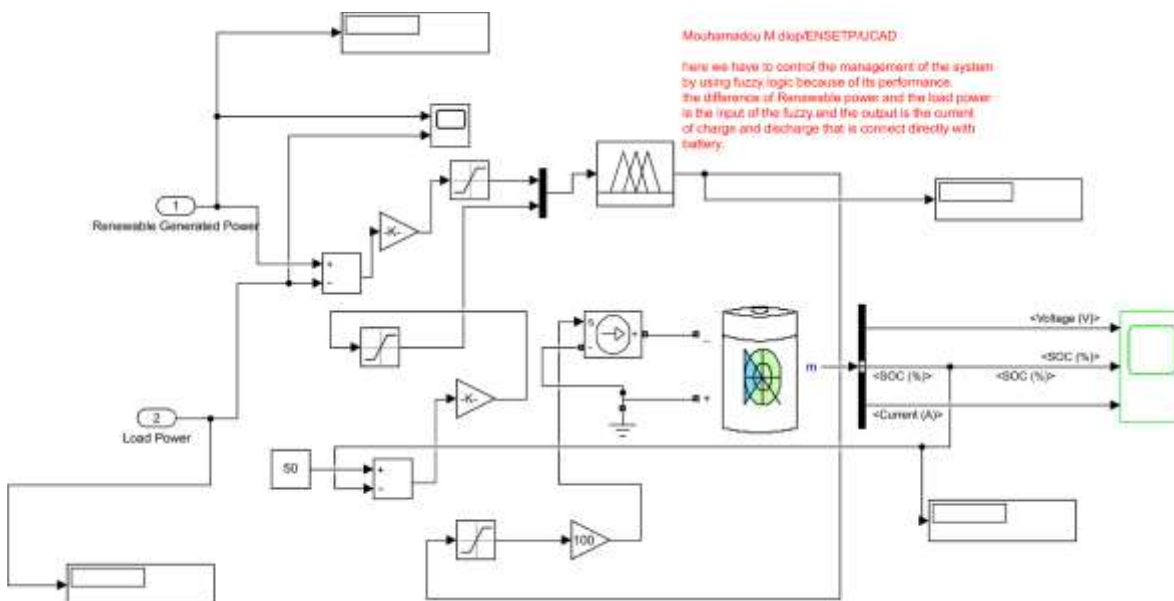 Mouhamadou M diop/ENSETP/UCAD
here we have to control the management of the system
by using fuzzy logic because of its performance.
the difference of Renewable power and the load power
is the input of the fuzzy and the output is the current
of charge and discharge that is connect directly with
battery.
1
Renewable Generated Power
-K-
+
−
s
+
-
_
+
m
<Voltage (V)>
<SOC (%)>
<SOC (%)>
<SOC (%)>
<Current (A)>
-K-
2
Load Power
50
+
−
100